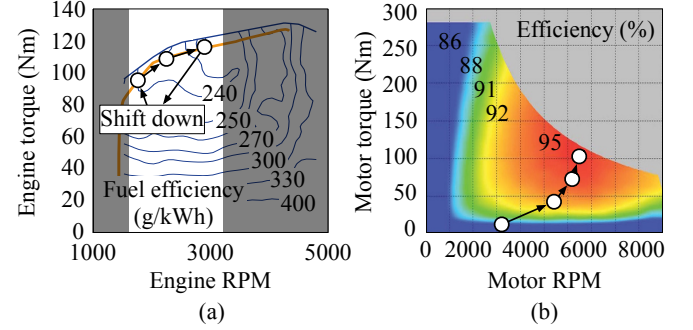 140
120
100
80
60
40
20
0
Engine torque (Nm)
240
250
270
300
330
400
Shift down
Fuel efficiency
(g/kWh)
1000
3000
5000
Engine RPM
(a)
300
250
200
150
100
50
0
Motor torque (Nm)
Efficiency (%)
86
88
91
92
95
0 2000 4000 6000 8000
Motor RPM
(b)